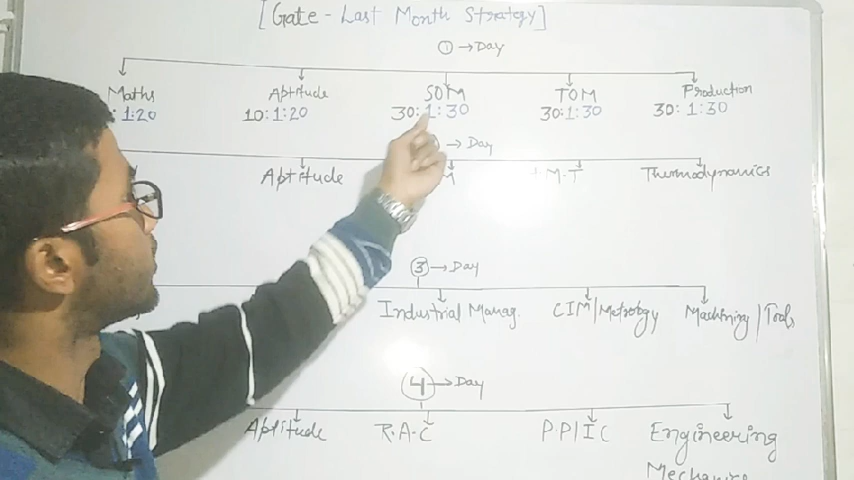 [Gate - Last Month Strategy]
① → Day
Maths Aptitude SOM TOM Production
: 1:20 10:1:20 30:1:30 30:1:30 30:1:30
→ Day
Aptitude M M.T Thermodynamics
③ → Day
Industrial Manag. CIM/Metrology Machining/Tools
④ → Day
Aptitude R.A.C P.P/I C Engineering
Mechanics